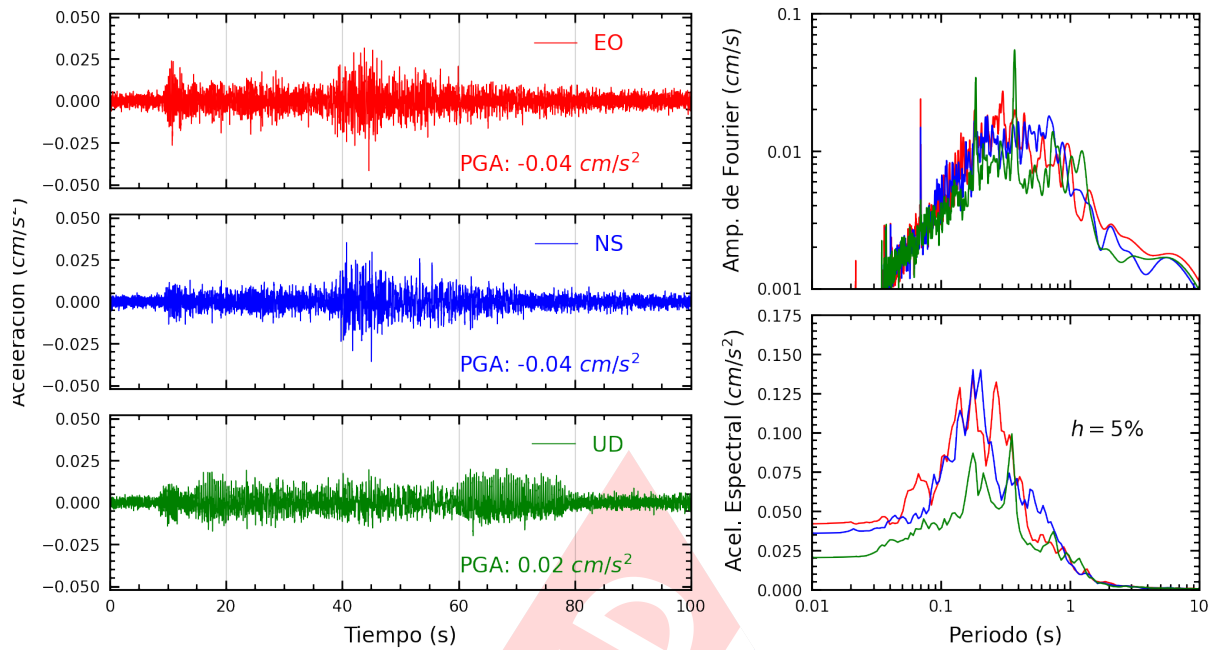 Aceleracion (cm/s²)
0.050
0.025
0.000
−0.025
−0.050
EO
PGA: -0.04 cm/s²
0.050
0.025
0.000
−0.025
−0.050
NS
PGA: -0.04 cm/s²
0.050
0.025
0.000
−0.025
−0.050
UD
PGA: 0.02 cm/s²
0 20 40 60 80 100
Tiempo (s)
Amp. de Fourier (cm/s)
0.1
0.01
0.001
Acel. Espectral (cm/s²)
0.175
0.150
0.125
0.100
0.075
0.050
0.025
0.000
h = 5%
0.01 0.1 1 10
Periodo (s)